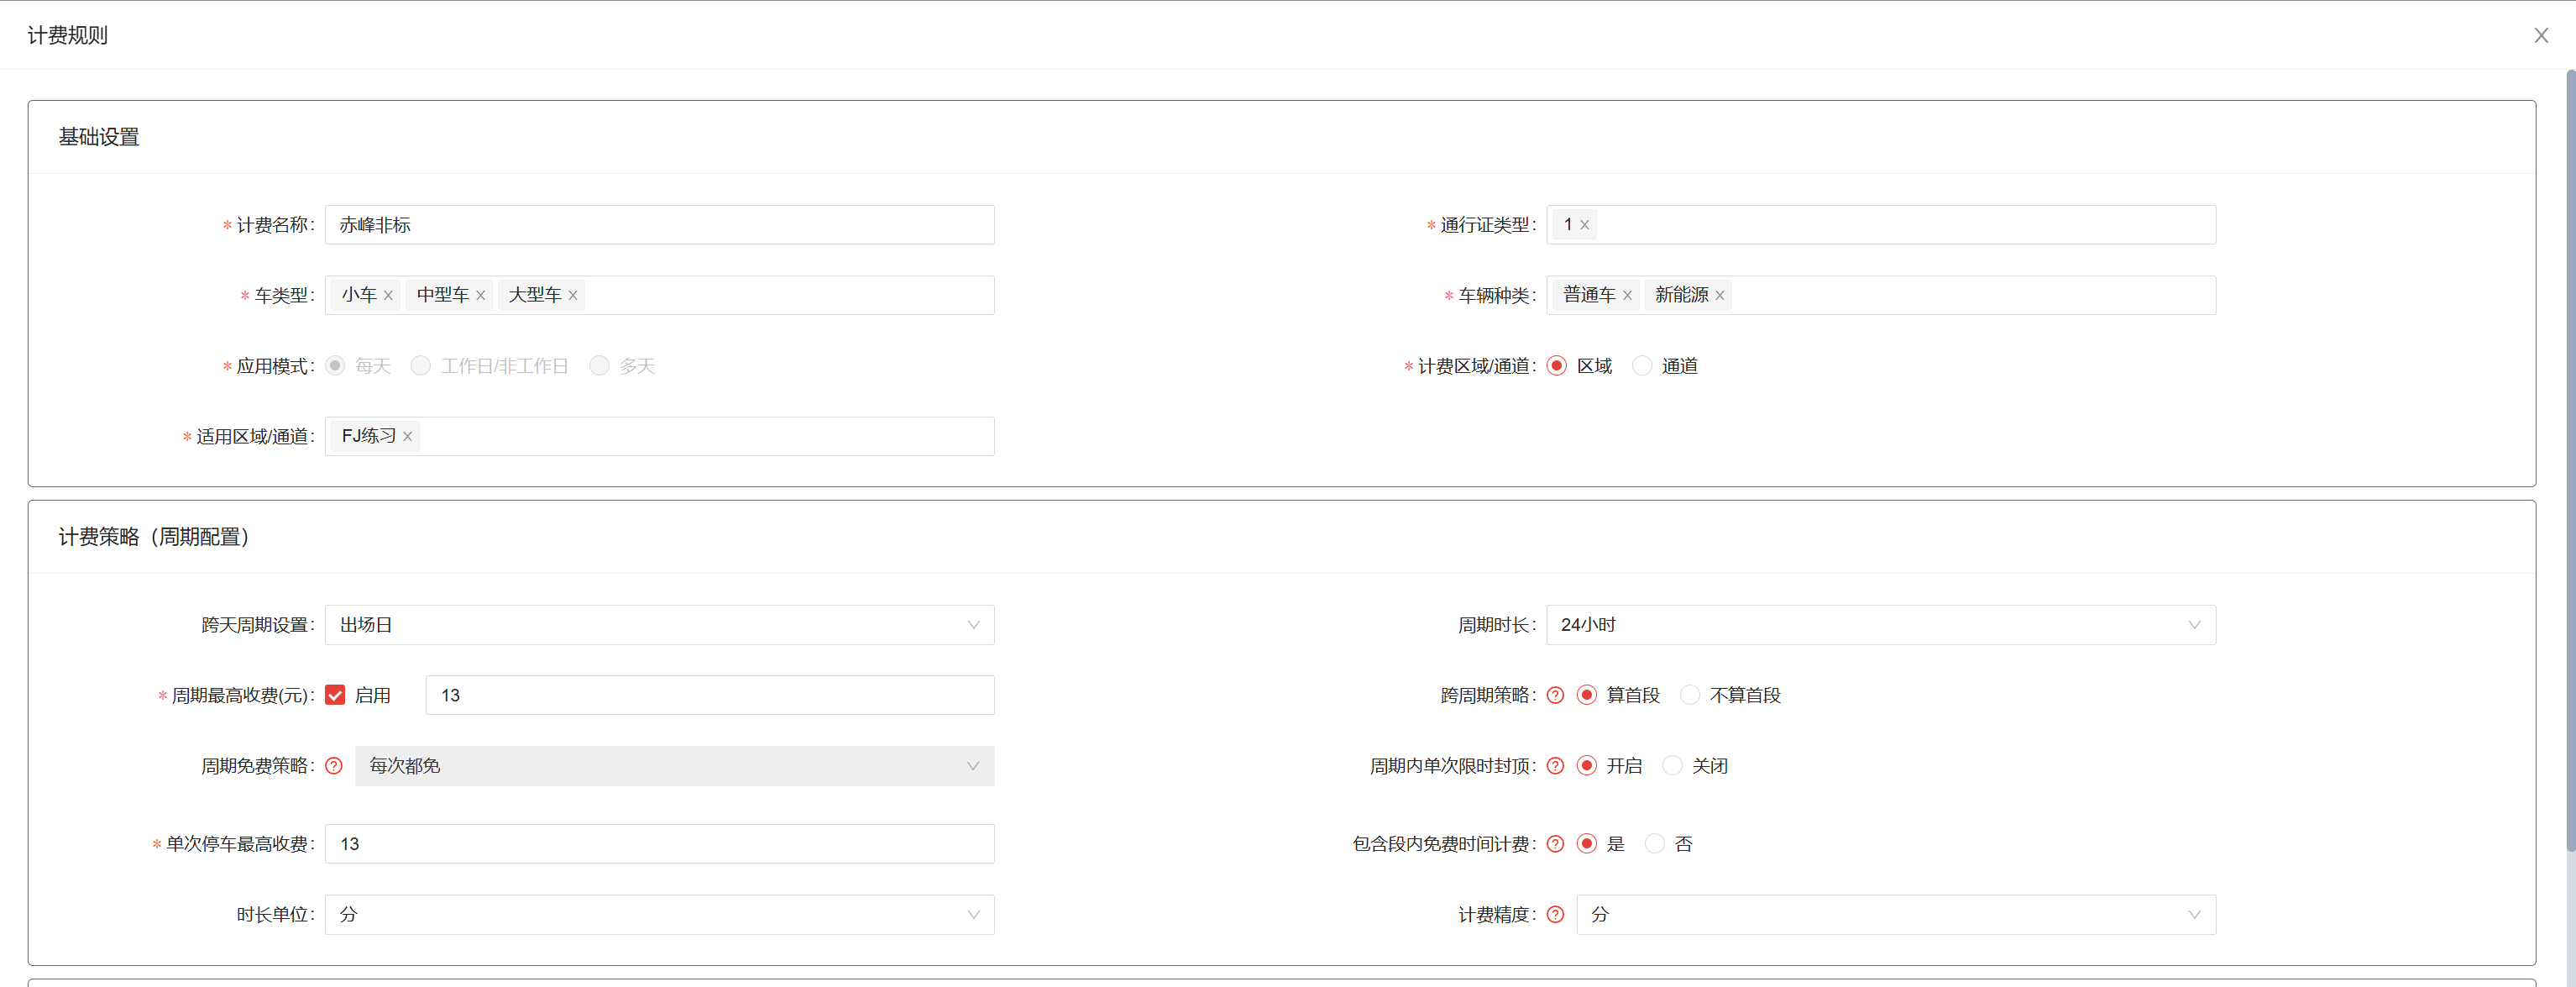 计费规则
基础设置
* 计费名称: 赤峰非标
* 通行证类型: 1
* 车类型: 小车 中型车 大型车
* 车辆种类: 普通车 新能源
* 应用模式: 每天 工作日/非工作日 多天
* 计费区域/通道: 区域 通道
* 适用区域/通道: FJ练习
计费策略（周期配置）
跨天周期设置: 出场日
周期时长: 24小时
* 周期最高收费(元): 启用 13
跨周期策略: 算首段 不算首段
周期免费策略: 每次都免
周期内单次限时封顶: 开启 关闭
* 单次停车最高收费: 13
包含段内免费时间计费: 是 否
时长单位: 分
计费精度: 分